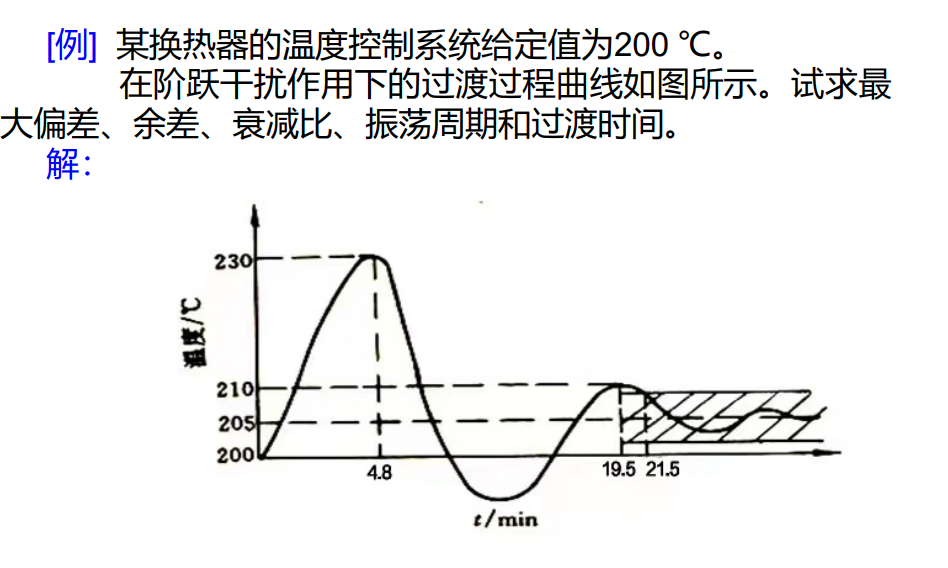 [例] 某换热器的温度控制系统给定值为200 ℃。
在阶跃干扰作用下的过渡过程曲线如图所示。试求最
大偏差、余差、衰减比、振荡周期和过渡时间。
解：
230
温度/℃
210
205
200
4.8
19.5 21.5
t/min